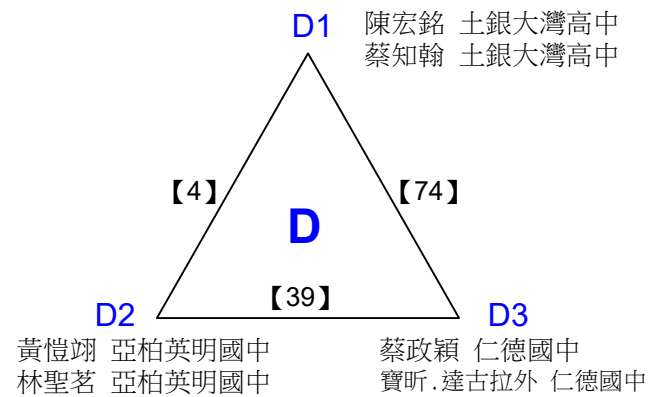 D1
陳宏銘 土銀大灣高中
蔡知翰 土銀大灣高中
【4】
【74】
D
【39】
D2
D3
黃愷翊 亞柏英明國中
林聖茗 亞柏英明國中
蔡政穎 仁德國中
寶昕.達古拉外 仁德國中